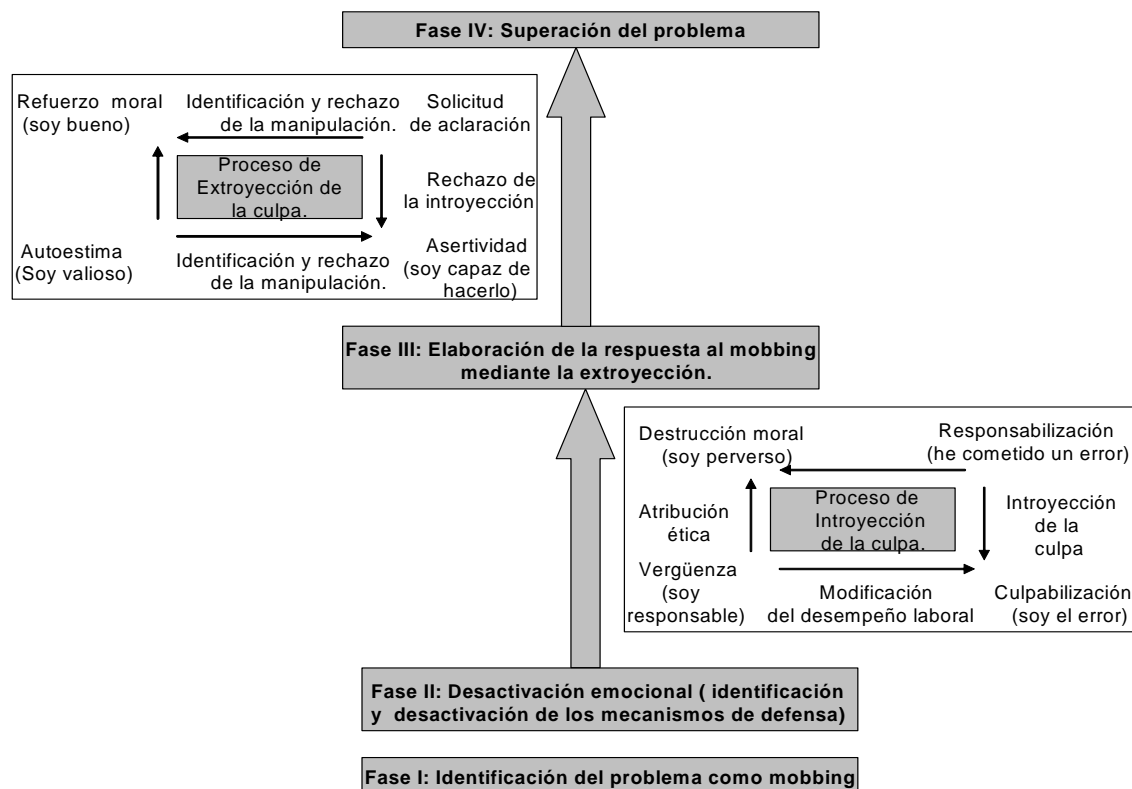 Fase IV: Superación del problema
Refuerzo moral
(soy bueno)
Identificación y rechazo
de la manipulación.
Solicitud
de aclaración
Proceso de
Extroyección de
la culpa.
Rechazo de
la introyección
Autoestima
(Soy valioso)
Identificación y rechazo
de la manipulación.
Asertividad
(soy capaz de
hacerlo)
Fase III: Elaboración de la respuesta al mobbing
mediante la extroyección.
Destrucción moral
(soy perverso)
Responsabilización
(he cometido un error)
Atribución
ética
Proceso de
Introyección
de la culpa.
Introyección
de la
culpa
Vergüenza
(soy
responsable)
Modificación
del desempeño laboral
Culpabilización
(soy el error)
Fase II: Desactivación emocional ( identificación
y desactivación de los mecanismos de defensa)
Fase I: Identificación del problema como mobbing